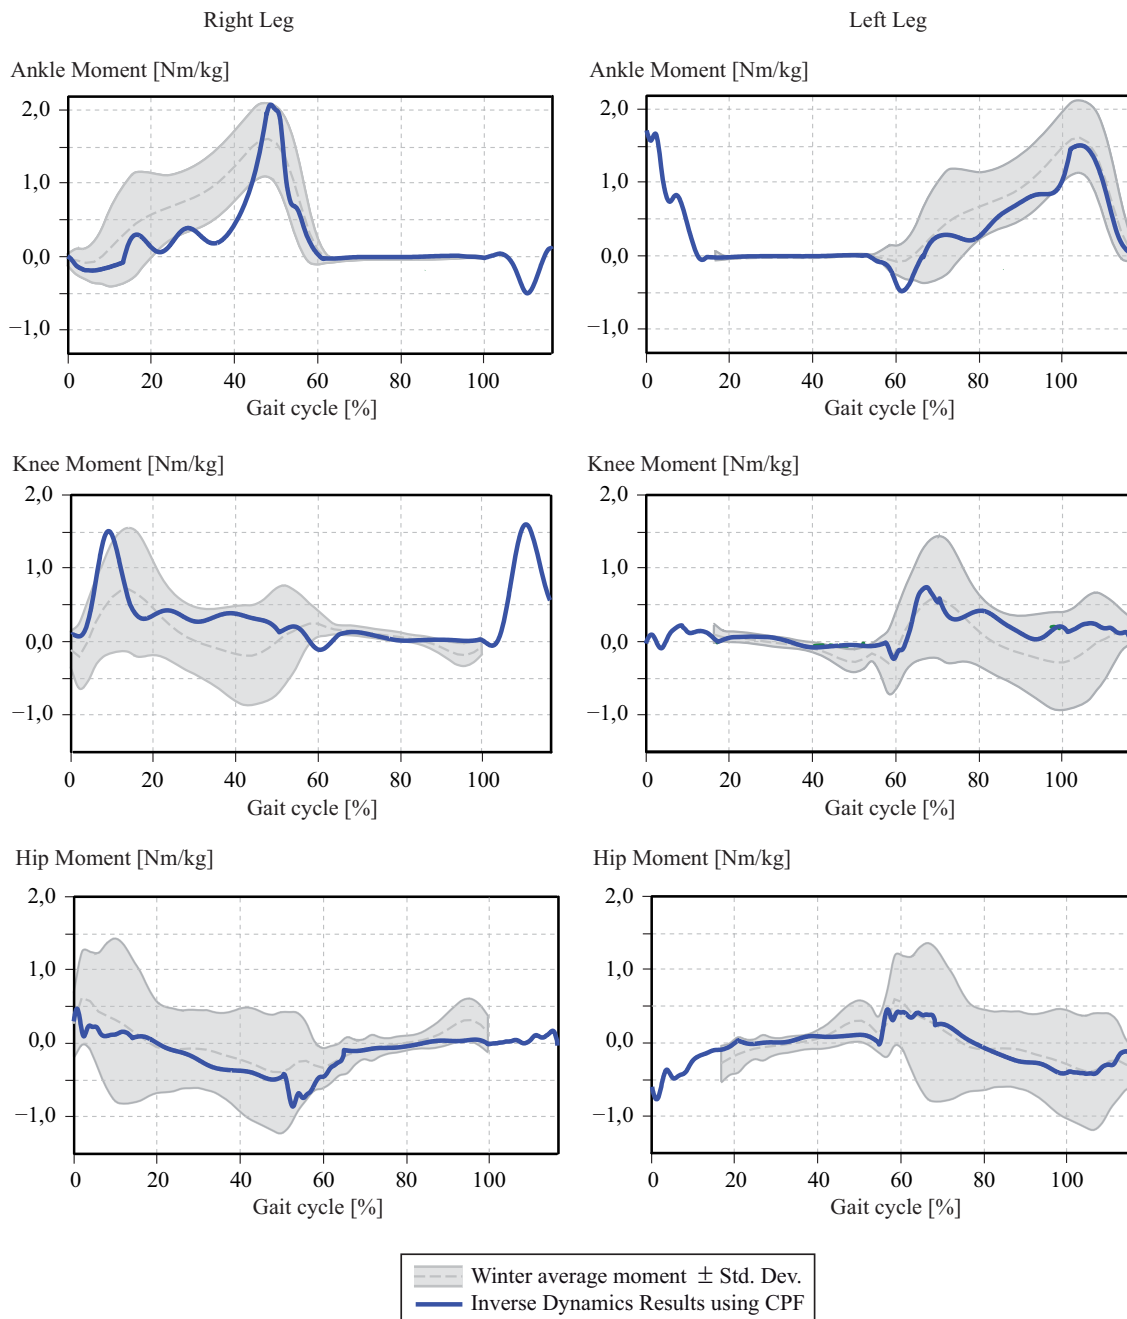 Right Leg
Left Leg
Ankle Moment [Nm/kg]
Ankle Moment [Nm/kg]
2,0
1,0
0,0
−1,0
0 20 40 60 80 100
Gait cycle [%]
2,0
1,0
0,0
−1,0
0 20 40 60 80 100
Gait cycle [%]
Knee Moment [Nm/kg]
Knee Moment [Nm/kg]
2,0
1,0
0,0
−1,0
0 20 40 60 80 100
Gait cycle [%]
2,0
1,0
0,0
−1,0
0 20 40 60 80 100
Gait cycle [%]
Hip Moment [Nm/kg]
Hip Moment [Nm/kg]
2,0
1,0
0,0
−1,0
0 20 40 60 80 100
Gait cycle [%]
2,0
1,0
0,0
−1,0
0 20 40 60 80 100
Gait cycle [%]
Winter average moment ± Std. Dev.
Inverse Dynamics Results using CPF